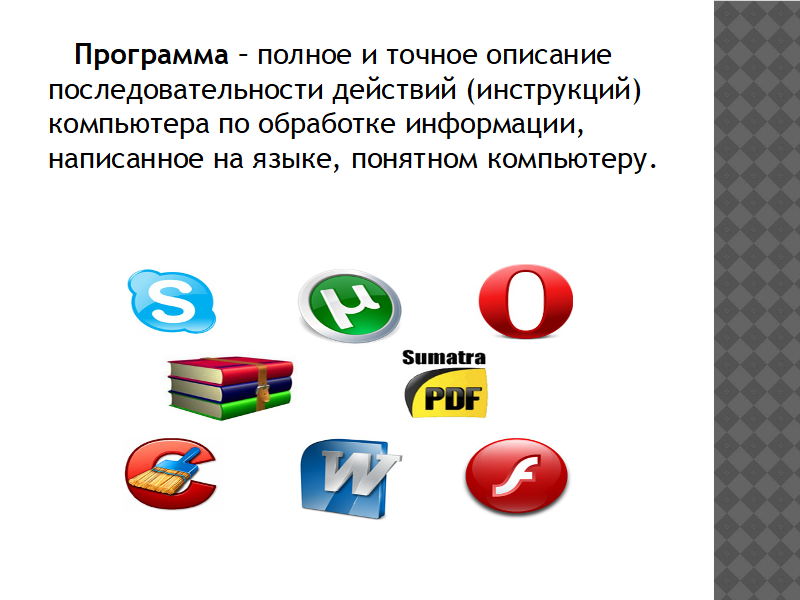 Программа – полное и точное описание
последовательности действий (инструкций)
компьютера по обработке информации,
написанное на языке, понятном компьютеру.
S
µ
O
Sumatra
PDF
C
W
f